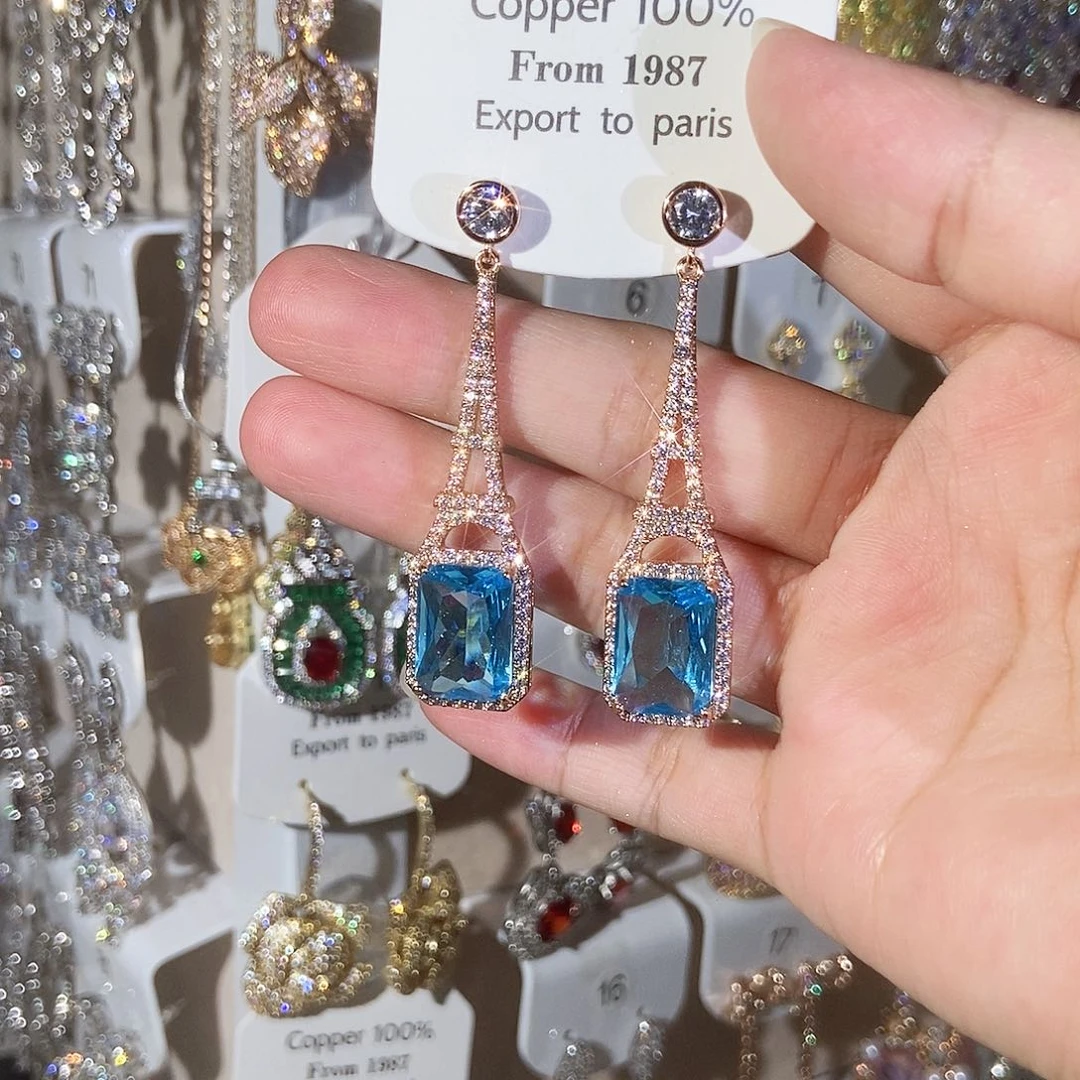 Copper 100%
From 1987
Export to paris
6
From 1987
Export to paris
16
17
Copper 100%
From 1987